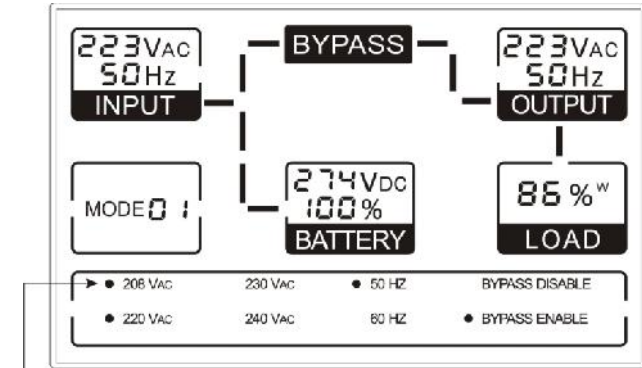 223VAC
50Hz
INPUT
BYPASS
223VAC
50Hz
OUTPUT
MODE01
274VDC
100%
BATTERY
86%W
LOAD
208 VAC 230 VAC 50 HZ BYPASS DISABLE
220 VAC 240 VAC 60 HZ BYPASS ENABLE